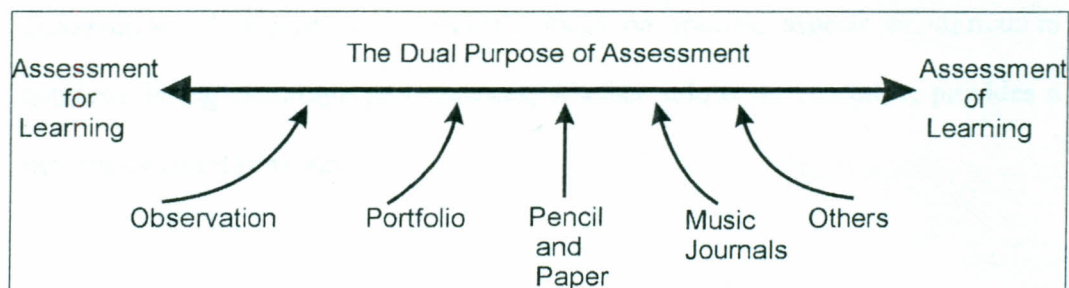 The Dual Purpose of Assessment
Assessment
for
Learning
Assessment
of
Learning
Observation
Portfolio
Pencil
and
Paper
Music
Journals
Others